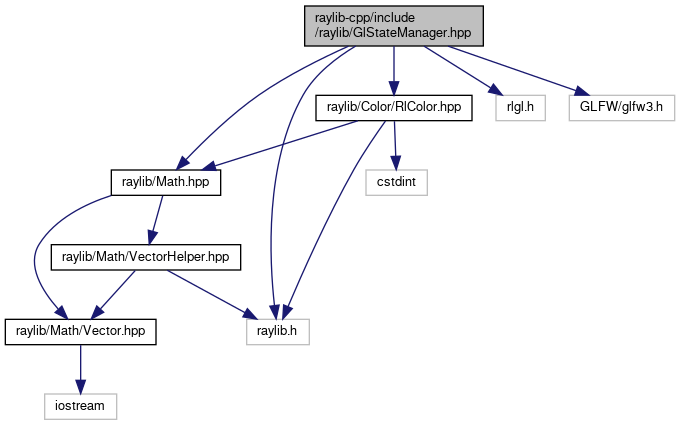 raylib-cpp/include
/raylib/GlStateManager.hpp
raylib/Color/RlColor.hpp
rlgl.h
GLFW/glfw3.h
raylib/Math.hpp
cstdint
raylib/Math/VectorHelper.hpp
raylib/Math/Vector.hpp
raylib.h
iostream